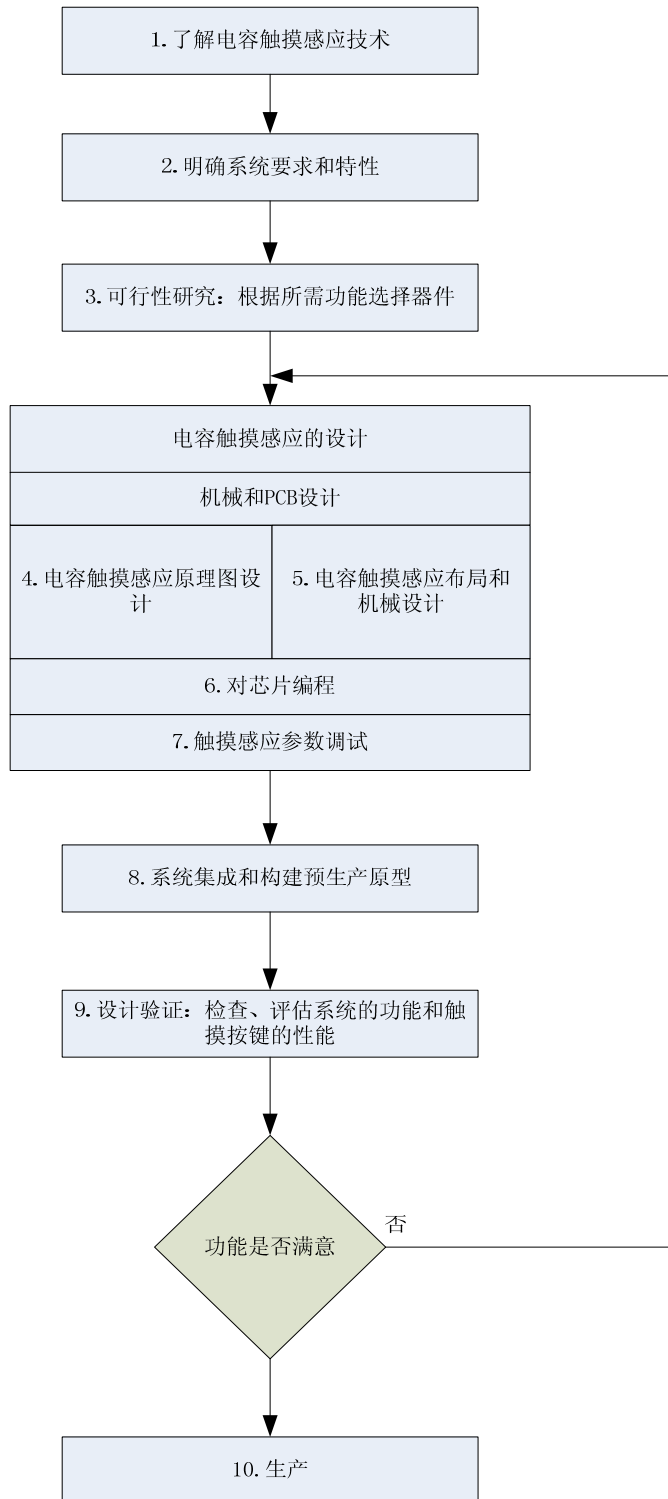 1.了解电容触摸感应技术
2.明确系统要求和特性
3.可行性研究：根据所需功能选择器件
电容触摸感应的设计
机械和PCB设计
4.电容触摸感应原理图设
计
5.电容触摸感应布局和
机械设计
6.对芯片编程
7.触摸感应参数调试
8.系统集成和构建预生产原型
9.设计验证：检查、评估系统的功能和触
摸按键的性能
否
功能是否满意
10.生产